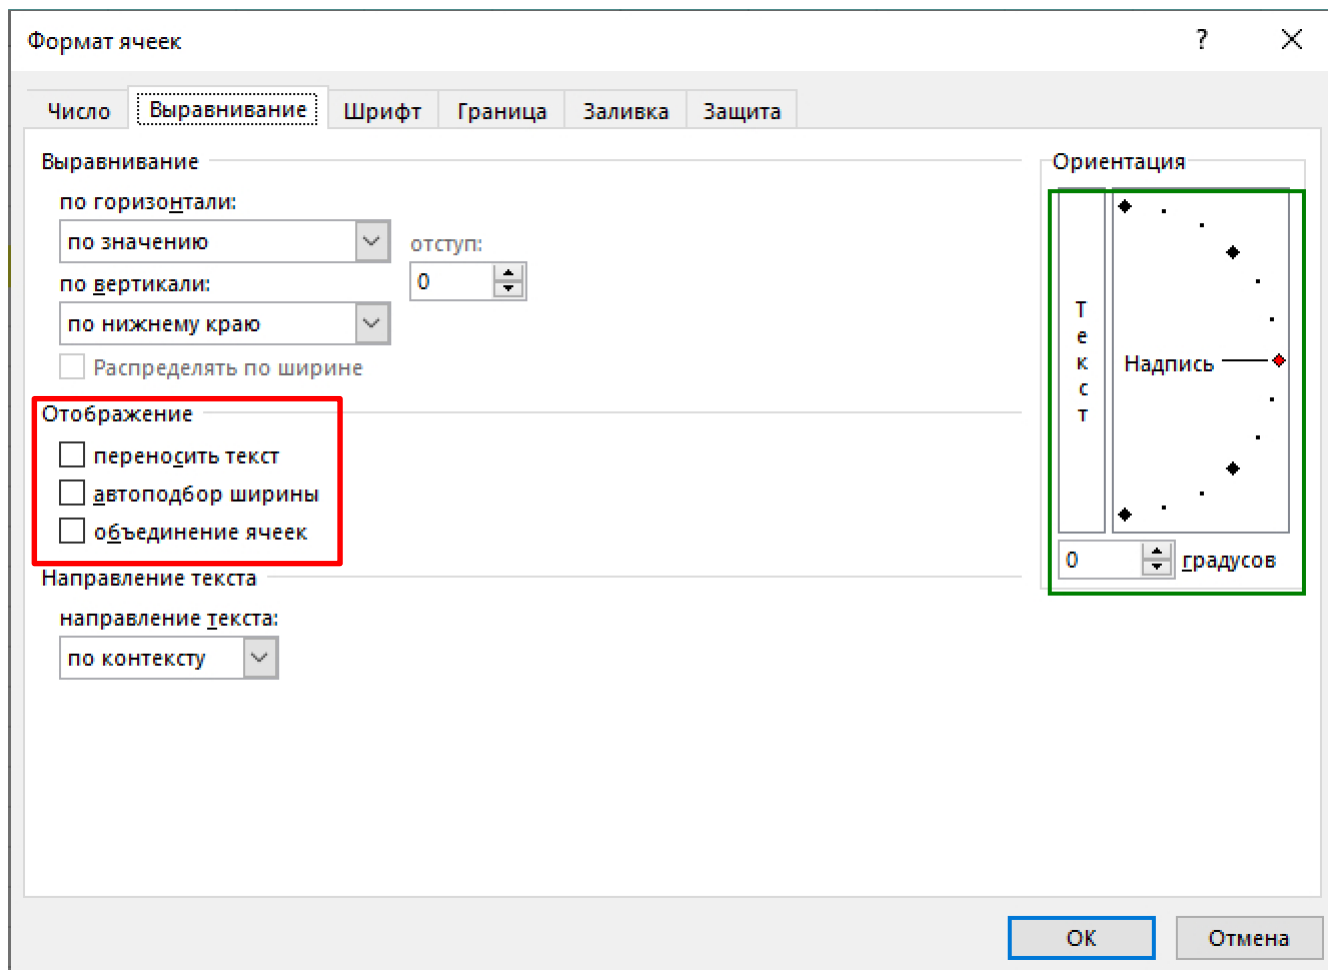 Формат ячеек ?
Число Выравнивание Шрифт Граница Заливка Защита
Выравнивание
по горизонтали:
по значению
отступ:
0
по вертикали:
по нижнему краю
Распределять по ширине
Отображение
переносить текст
автоподбор ширины
объединение ячеек
Направление текста
направление текста:
по контексту
Ориентация
Текст
Надпись
0 градусов
ОК Отмена